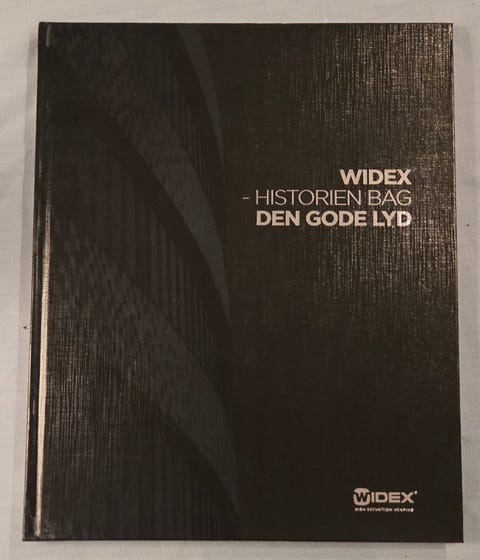 WIDEX
- HISTORIEN BAG
DEN GODE LYD
WIDEX
HIGH DEFINITION HEARING